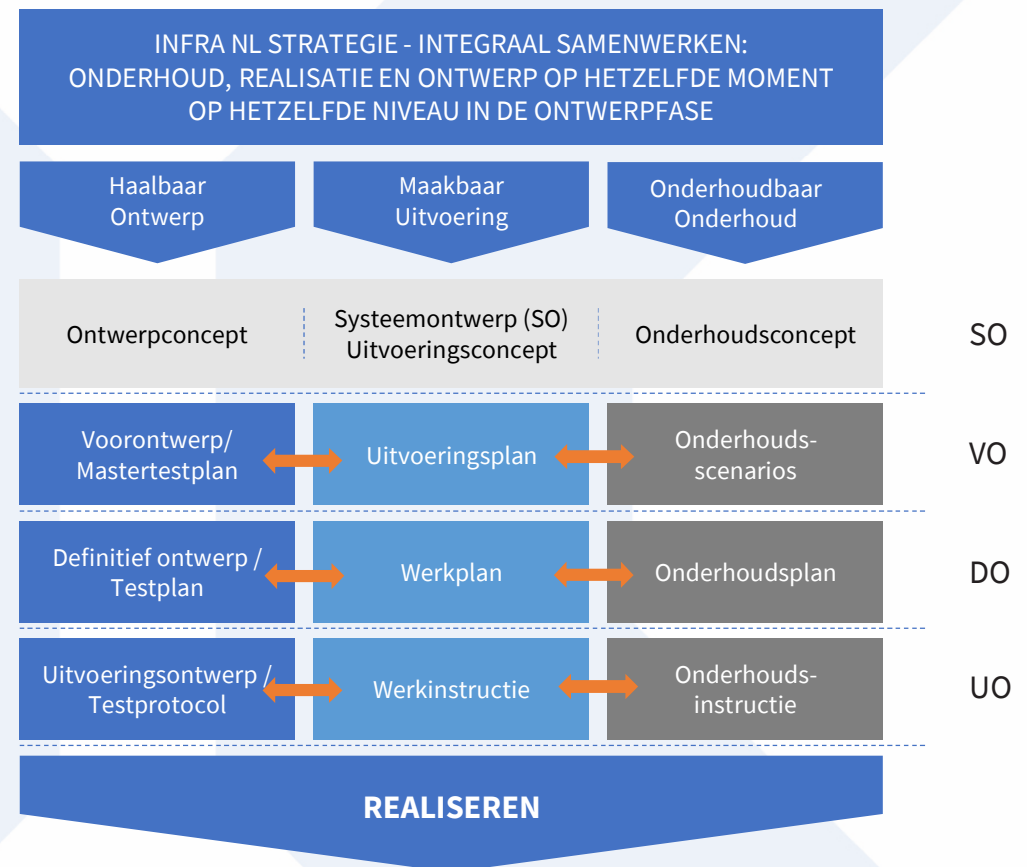 INFRA NL STRATEGIE - INTEGRAAL SAMENWERKEN:
ONDERHOUD, REALISATIE EN ONTWERP OP HETZELFDE MOMENT
OP HETZELFDE NIVEAU IN DE ONTWERPFASE
Haalbaar
Ontwerp
Maakbaar
Uitvoering
Onderhoudbaar
Onderhoud
Ontwerpconcept
Systeemontwerp (SO)
Uitvoeringsconcept
Onderhoudsconcept
SO
Voorontwerp/
Mastertestplan
Uitvoeringsplan
Onderhouds-
scenarios
VO
Definitief ontwerp /
Testplan
Werkplan
Onderhoudsplan
DO
Uitvoeringsontwerp /
Testprotocol
Werkinstructie
Onderhouds-
instructie
UO
REALISEREN